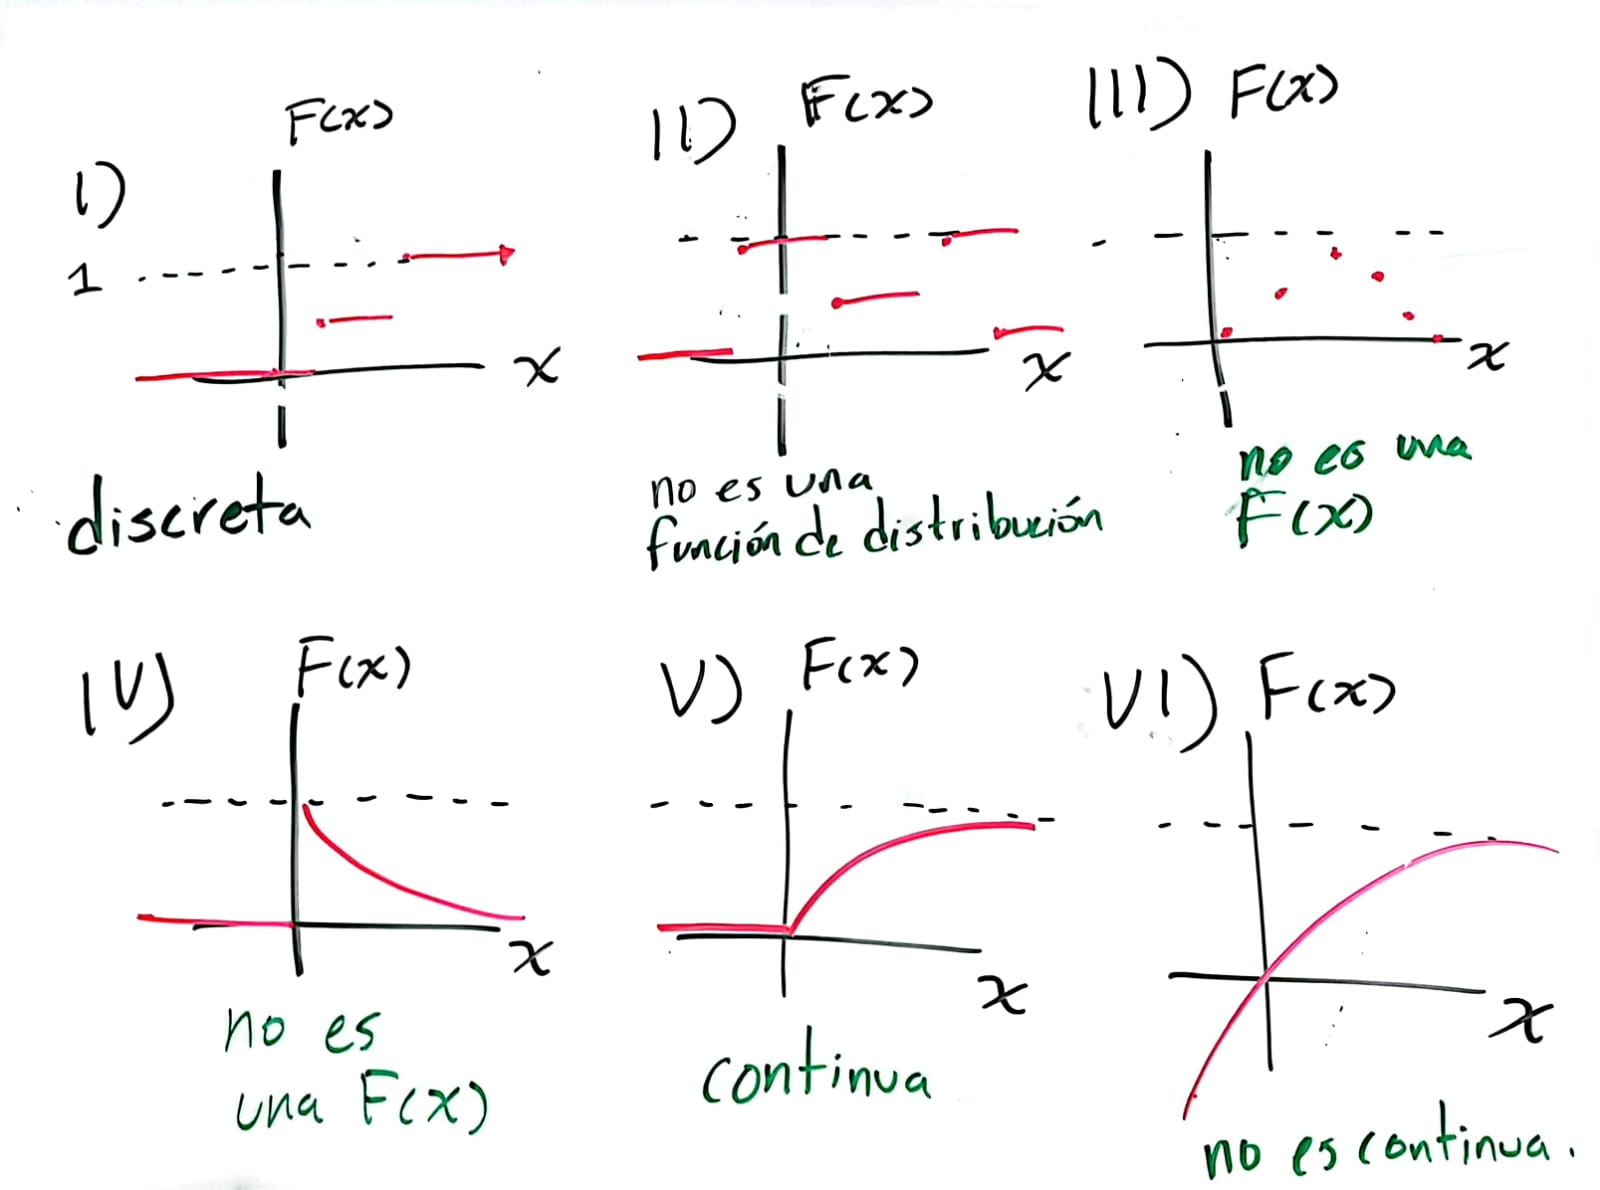 I) F(x)
1
x
discreta
II) F(x)
x
no es una
función de distribución
III) F(x)
x
no es una
F(x)
IV) F(x)
x
no es
una F(x)
V) F(x)
x
continua
VI) F(x)
x
no es continua.